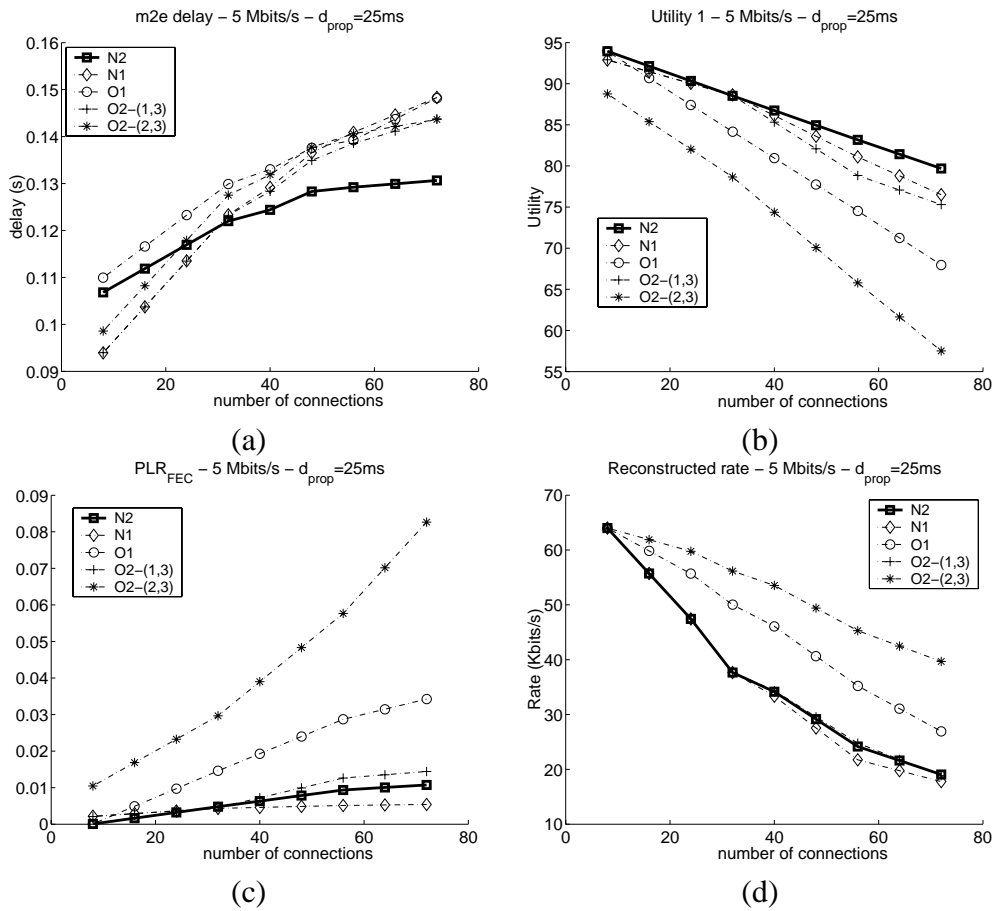 m2e delay − 5 Mbits/s − dprop=25ms
0.16
0.15
0.14
0.13
0.12
0.11
0.1
0.09
delay (s)
N2
N1
O1
O2−(1,3)
O2−(2,3)
0 20 40 60 80
number of connections
(a)
Utility 1 − 5 Mbits/s − dprop=25ms
95
90
85
80
75
70
65
60
55
Utility
N2
N1
O1
O2−(1,3)
O2−(2,3)
0 20 40 60 80
number of connections
(b)
PLRFEC − 5 Mbits/s − dprop=25ms
0.09
0.08
0.07
0.06
0.05
0.04
0.03
0.02
0.01
0
N2
N1
O1
O2−(1,3)
O2−(2,3)
0 20 40 60 80
number of connections
(c)
Reconstructed rate − 5 Mbits/s − dprop=25ms
70
60
50
40
30
20
10
Rate (Kbits/s)
N2
N1
O1
O2−(1,3)
O2−(2,3)
0 20 40 60 80
number of connections
(d)